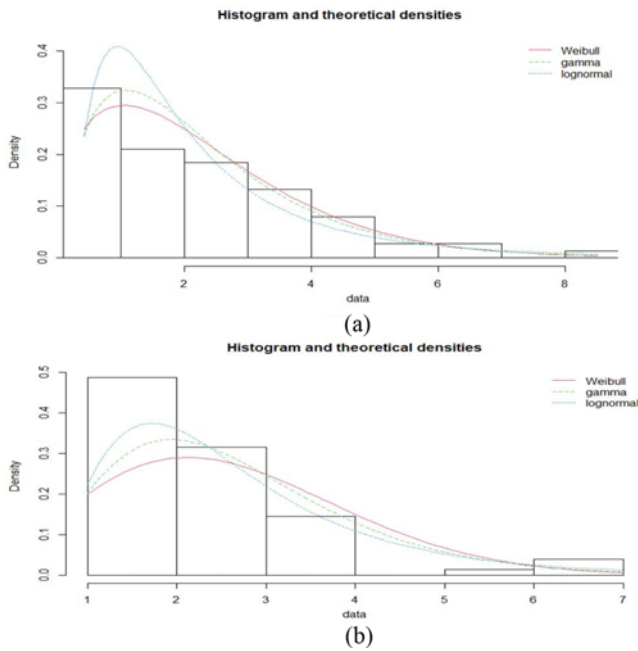 Histogram and theoretical densities
Weibull
gamma
lognormal
Density
0.0 0.1 0.2 0.3 0.4
2 4 6 8
data
(a)
Histogram and theoretical densities
Weibull
gamma
lognormal
Density
0.0 0.1 0.2 0.3 0.4 0.5
1 2 3 4 5 6 7
data
(b)